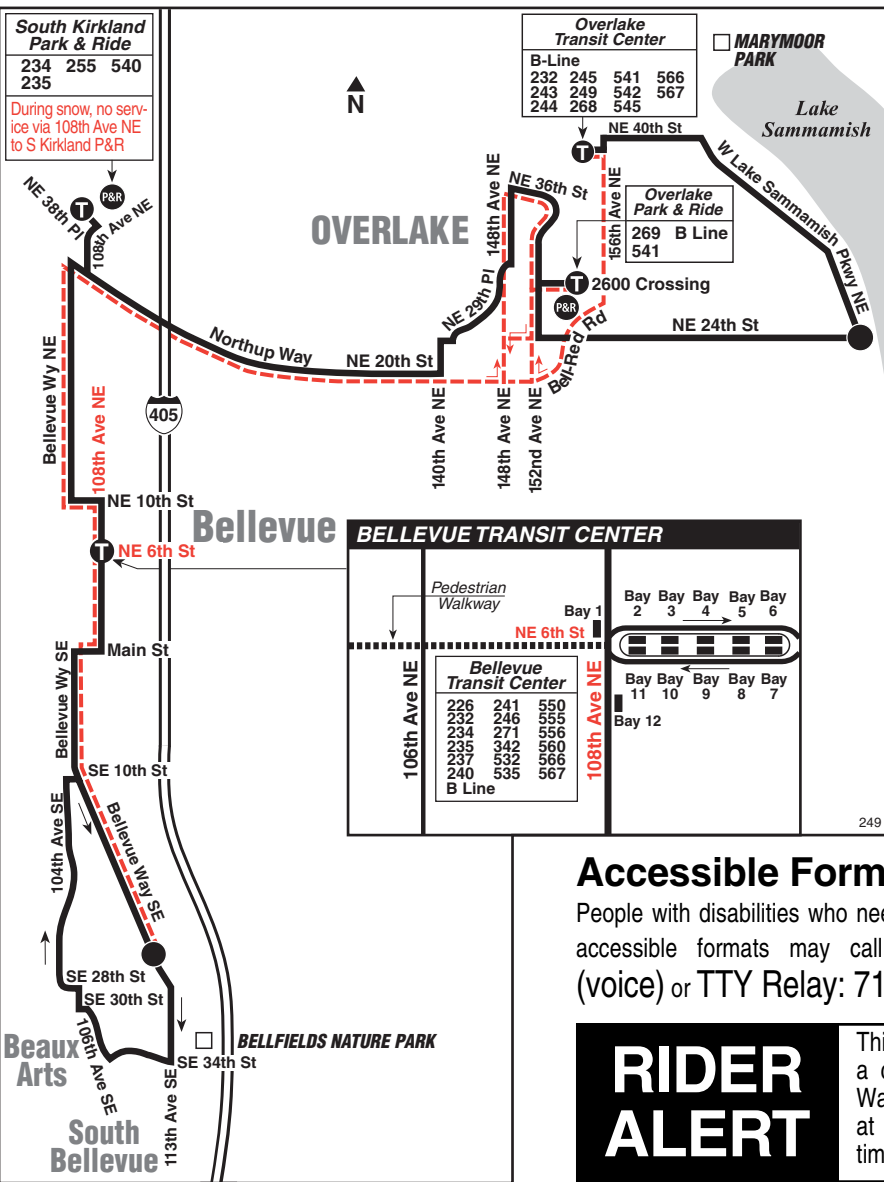 South Kirkland
Park & Ride
234 255 540
235
During snow, no serv-
ice via 108th Ave NE
to S Kirkland P&R
N
Overlake
Transit Center
B-Line
232 245 541 566
243 249 542 567
244 268 545
MARYMOOR
PARK
Lake
Sammamish
NE 40th St
T
W Lake Sammamish Pkwy NE
NE 38th Pl
T
P&R
108th Ave NE
OVERLAKE
148th Ave NE
NE 36th St
156th Ave NE
Overlake
Park & Ride
269 B Line
541
T
2600 Crossing
P&R
NE 29th Pl
Bell-Red Rd
NE 24th St
Northup Way
NE 20th St
140th Ave NE
148th Ave NE
152nd Ave NE
Bellevue Wy NE
108th Ave NE
405
NE 10th St
Bellevue
T
NE 6th St
Main St
Bellevue Wy SE
SE 10th St
104th Ave SE
Bellevue Way SE
SE 28th St
SE 30th St
106th Ave SE
Beaux
Arts
113th Ave SE
SE 34th St
BELLFIELDS NATURE PARK
South
Bellevue
BELLEVUE TRANSIT CENTER
Pedestrian
Walkway
Bay 1
NE 6th St
Bay Bay Bay Bay Bay
2 3 4 5 6
Bay Bay Bay Bay Bay
11 10 9 8 7
Bay 12
106th Ave NE
108th Ave NE
Bellevue
Transit Center
226 241 550
232 246 555
234 271 556
235 342 560
237 532 566
240 535 567
B Line
249
Accessible Form
People with disabilities who nee
accessible formats may call
(voice) or TTY Relay: 71
RIDER
ALERT
Thi
a c
Wa
at
tim